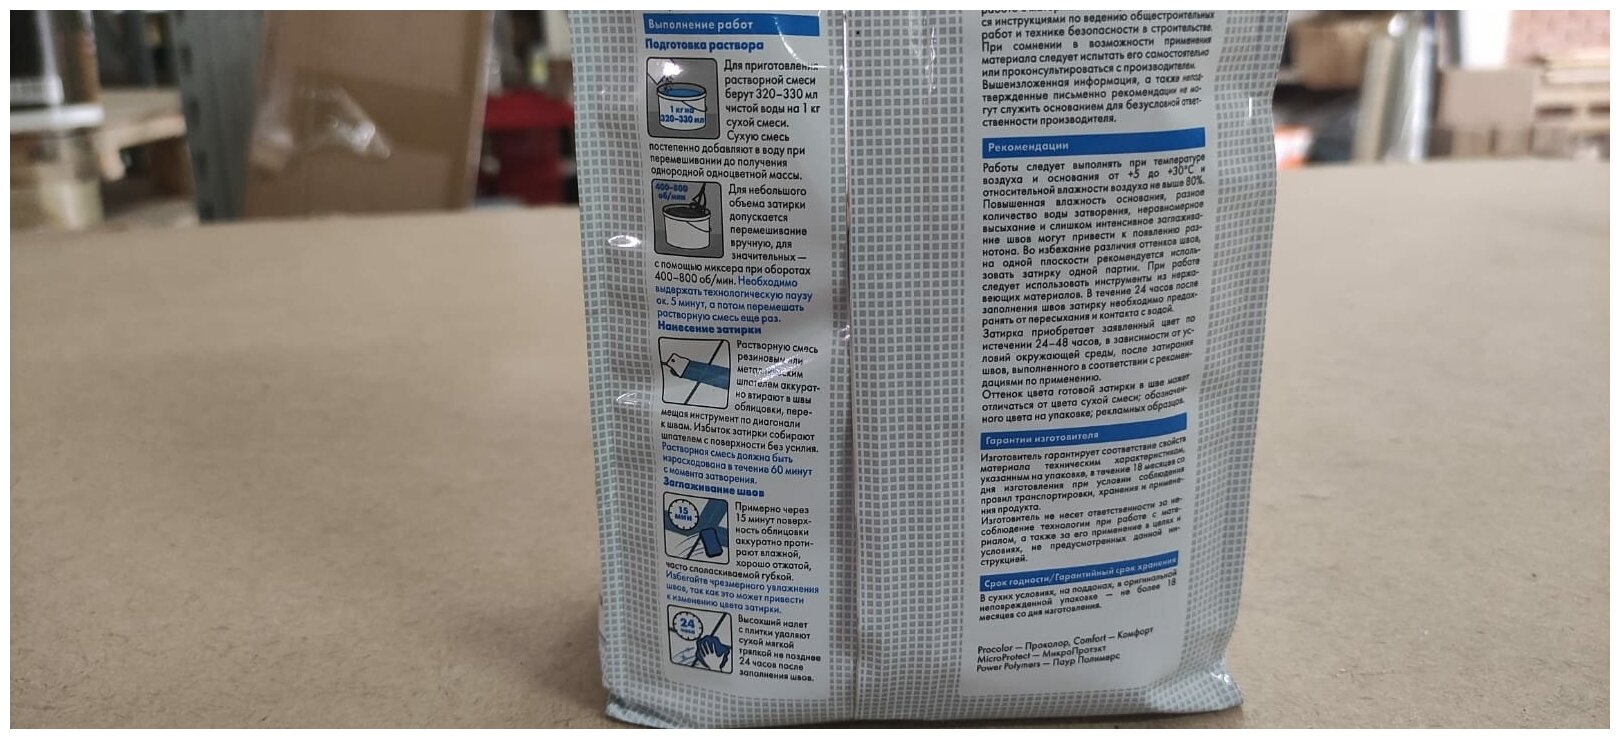 Выполнение работ
Подготовка раствора
1 кг на
320–330 мл
Для приготовления
растворной смеси
берут 320–330 мл
чистой воды на 1 кг
сухой смеси.
Сухую смесь
постепенно добавляют в воду при
перемешивании до получения
однородной одноцветной массы.
400–800
об/мин
Для небольшого
объема затирки
допускается
перемешивание
вручную, для
значительных —
с помощью миксера при оборотах
400–800 об/мин. Необходимо
выдержать технологическую паузу
ок. 5 минут, а потом перемешать
растворную смесь еще раз.
Нанесение затирки
Растворную смесь
резиновым или
металлическим
шпателем аккурат-
но втирают в швы
облицовки, пере-
мещая инструмент по диагонали
к швам. Избыток затирки собирают
шпателем с поверхности без усилия.
Растворная смесь должна быть
израсходована в течение 60 минут
с момента затворения.
Заглаживание швов
15
мин
Примерно через
15 минут поверх-
ность облицовки
аккуратно проти-
рают влажной,
хорошо отжатой,
часто споласкиваемой губкой.
Избегайте чрезмерного увлажнения
швов, так как это может привести
к изменению цвета затирки.
24
часа
Высохший налет
с плитки удаляют
сухой мягкой
тряпкой не позднее
24 часов после
заполнения швов.
ся инструкциями по ведению общестроительных
работ и технике безопасности в строительстве.
При сомнении в возможности применения
материала следует испытать его самостоятельно
или проконсультироваться с производителем.
Вышеизложенная информация, а также непод-
твержденные письменно рекомендации не мо-
гут служить основанием для безусловной ответ-
ственности производителя.
Рекомендации
Работы следует выполнять при температуре
воздуха и основания от +5 до +30°С и
относительной влажности воздуха не выше 80%.
Повышенная влажность основания, разное
количество воды затворения, неравномерное
высыхание и слишком интенсивное заглажива-
ние швов могут привести к появлению раз-
нотона. Во избежание различия оттенков швов,
на одной плоскости рекомендуется исполь-
зовать затирку одной партии. При работе
следует использовать инструменты из нержа-
веющих материалов. В течение 24 часов после
заполнения швов затирку необходимо предох-
ранять от пересыхания и контакта с водой.
Затирка приобретает заявленный цвет по
истечении 24–48 часов, в зависимости от ус-
ловий окружающей среды, после затирания
швов, выполненного в соответствии с рекомен-
дациями по применению.
Оттенок цвета готовой затирки в шве может
отличаться от цвета сухой смеси; обозначен-
ного цвета на упаковке; рекламных образцов.
Гарантии изготовителя
Изготовитель гарантирует соответствие свойств
материала техническим характеристикам,
указанным на упаковке, в течение 18 месяцев со
дня изготовления при условии соблюдения
правил транспортировки, хранения и примене-
ния продукта.
Изготовитель не несет ответственности за не-
соблюдение технологии при работе с мате-
риалом, а также за его применение в целях и
условиях, не предусмотренных данной ин-
струкцией.
Срок годности/Гарантийный срок хранения
В сухих условиях, на поддонах, в оригинальной
неповрежденной упаковке — не более 18
месяцев со дня изготовления.
Procolor — Проколор, Comfort — Комфорт
MicroProtect — МикроПротэкт
Power Polymers — Пауэр Полимерс